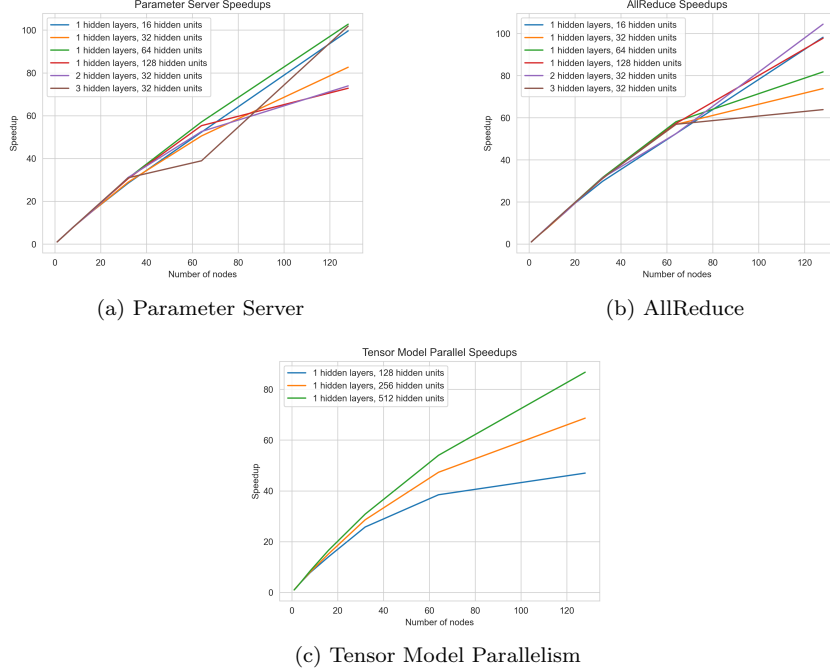 Parameter Server Speedups
1 hidden layers, 16 hidden units
1 hidden layers, 32 hidden units
1 hidden layers, 64 hidden units
1 hidden layers, 128 hidden units
2 hidden layers, 32 hidden units
3 hidden layers, 32 hidden units
100
80
60
40
20
0
Speedup
0 20 40 60 80 100 120
Number of nodes
(a) Parameter Server
AllReduce Speedups
1 hidden layers, 16 hidden units
1 hidden layers, 32 hidden units
1 hidden layers, 64 hidden units
1 hidden layers, 128 hidden units
2 hidden layers, 32 hidden units
3 hidden layers, 32 hidden units
100
80
60
40
20
0
Speedup
0 20 40 60 80 100 120
Number of nodes
(b) AllReduce
Tensor Model Parallel Speedups
1 hidden layers, 128 hidden units
1 hidden layers, 256 hidden units
1 hidden layers, 512 hidden units
80
60
40
20
0
Speedup
0 20 40 60 80 100 120
Number of nodes
(c) Tensor Model Parallelism